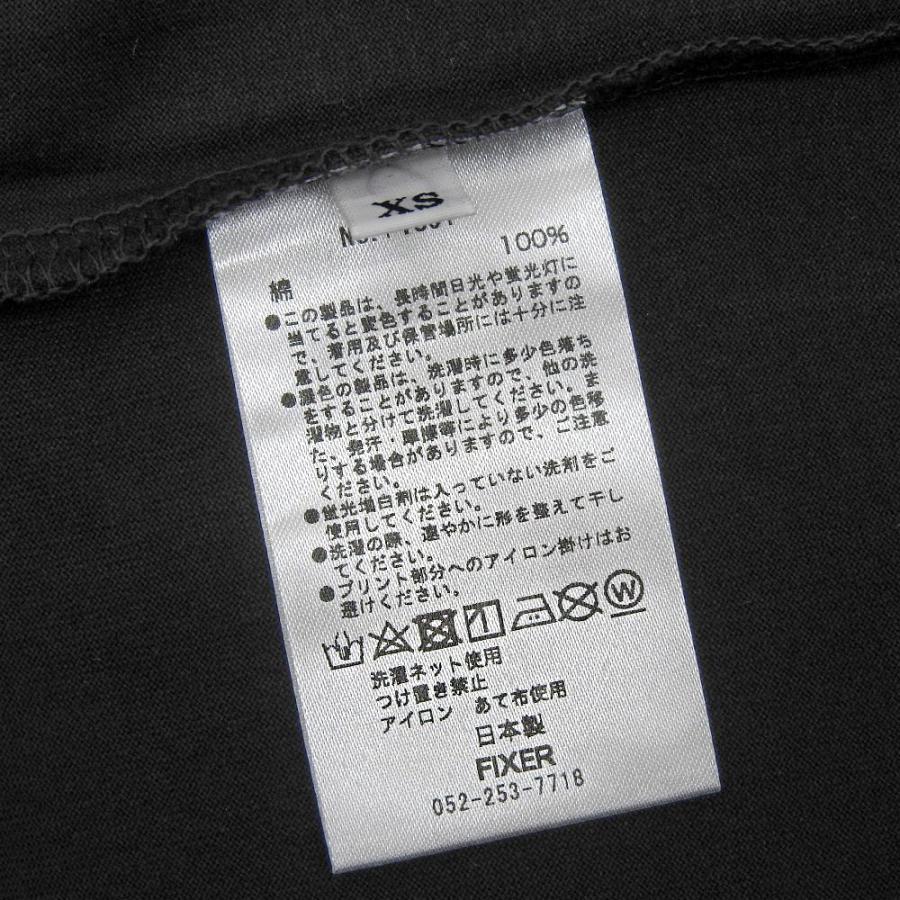 XS
100%
綿
●この製品は、長時間日光や蛍光灯に
当てると変色することがありますの
で、着用及び保管場所には十分に注
意してください。
●濃色の製品は、洗濯時に多少色落ち
をすることがありますので、他の洗
濯物と分けて洗濯してください。ま
た、発汗・摩擦等により多少の色移
りする場合がありますので、ご注意
ください。
●蛍光増白剤は入っていない洗剤をご
使用してください。
●洗濯の際、速やかに形を整えて干し
てください。
●プリント部分へのアイロン掛けはお
避けください。
W
洗濯ネット使用
つけ置き禁止
アイロン あて布使用
日本製
FIXER
052-253-7718